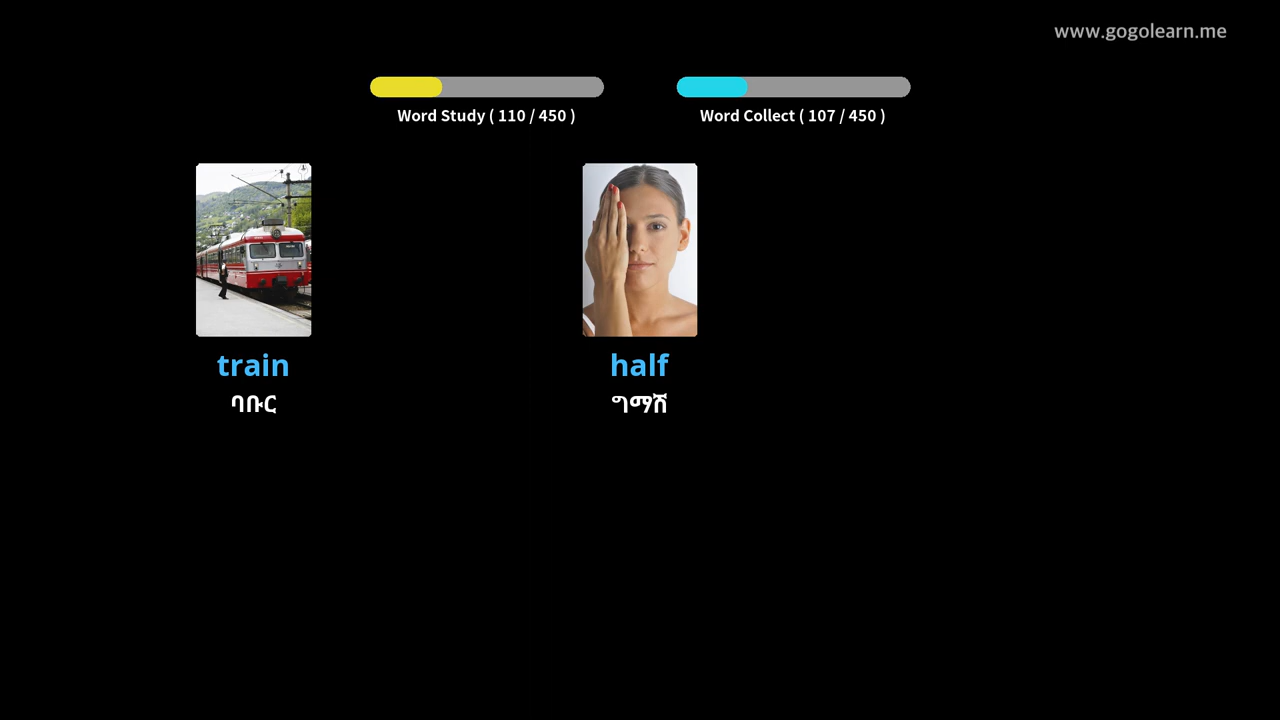 www.gogolearn.me
Word Study ( 110 / 450 )
Word Collect ( 107 / 450 )
train
half
ባቡር
ግማሽ